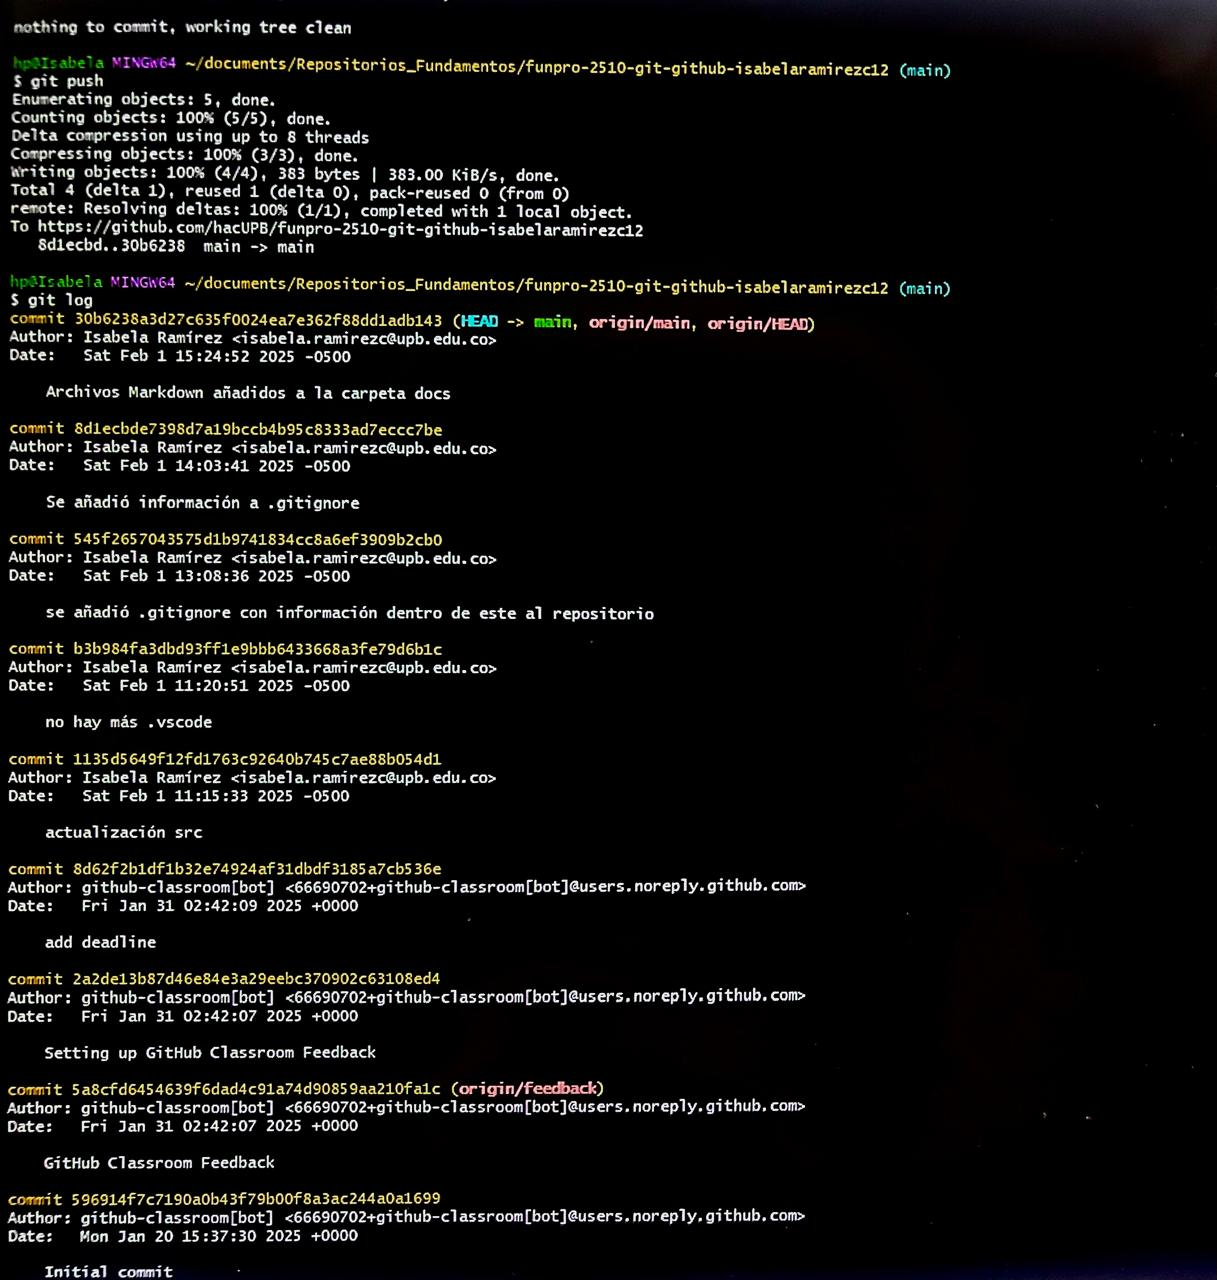 nothing to commit, working tree clean
hp@Isabela MINGW64 ~/documents/Repositorios_Fundamentos/funpro-2510-git-github-isabelaramirezc12 (main)
$ git push
Enumerating objects: 5, done.
Counting objects: 100% (5/5), done.
Delta compression using up to 8 threads
Compressing objects: 100% (3/3), done.
Writing objects: 100% (4/4), 383 bytes | 383.00 KiB/s, done.
Total 4 (delta 1), reused 1 (delta 0), pack-reused 0 (from 0)
remote: Resolving deltas: 100% (1/1), completed with 1 local object.
To https://github.com/hacUPB/funpro-2510-git-github-isabelaramirezc12
8d1ecbd..30b6238 main -> main
hp@Isabela MINGW64 ~/documents/Repositorios_Fundamentos/funpro-2510-git-github-isabelaramirezc12 (main)
$ git log
commit 30b6238a3d27c635f0024ea7e362f88dd1adb143 (HEAD -> main, origin/main, origin/HEAD)
Author: Isabela Ramírez <isabela.ramirezc@upb.edu.co>
Date: Sat Feb 1 15:24:52 2025 -0500
Archivos Markdown añadidos a la carpeta docs
commit 8d1ecbde7398d7a19bccb4b95c8333ad7eccc7be
Author: Isabela Ramírez <isabela.ramirezc@upb.edu.co>
Date: Sat Feb 1 14:03:41 2025 -0500
Se añadió información a .gitignore
commit 545f2657043575d1b9741834cc8a6ef3909b2cb0
Author: Isabela Ramírez <isabela.ramirezc@upb.edu.co>
Date: Sat Feb 1 13:08:36 2025 -0500
se añadió .gitignore con información dentro de este al repositorio
commit b3b984fa3dbd93ff1e9bbb6433668a3fe79d6b1c
Author: Isabela Ramírez <isabela.ramirezc@upb.edu.co>
Date: Sat Feb 1 11:20:51 2025 -0500
no hay más .vscode
commit 1135d5649f12fd1763c92640b745c7ae88b054d1
Author: Isabela Ramírez <isabela.ramirezc@upb.edu.co>
Date: Sat Feb 1 11:15:33 2025 -0500
actualización src
commit 8d62f2b1df1b32e74924af31dbdf3185a7cb536e
Author: github-classroom[bot] <66690702+github-classroom[bot]@users.noreply.github.com>
Date: Fri Jan 31 02:42:09 2025 +0000
add deadline
commit 2a2de13b87d46e84e3a29eebc370902c63108ed4
Author: github-classroom[bot] <66690702+github-classroom[bot]@users.noreply.github.com>
Date: Fri Jan 31 02:42:07 2025 +0000
Setting up GitHub Classroom Feedback
commit 5a8cfd6454639f6dad4c91a74d90859aa210fa1c (origin/feedback)
Author: github-classroom[bot] <66690702+github-classroom[bot]@users.noreply.github.com>
Date: Fri Jan 31 02:42:07 2025 +0000
GitHub Classroom Feedback
commit 596914f7c7190a0b43f79b00f8a3ac244a0a1699
Author: github-classroom[bot] <66690702+github-classroom[bot]@users.noreply.github.com>
Date: Mon Jan 20 15:37:30 2025 +0000
Initial commit